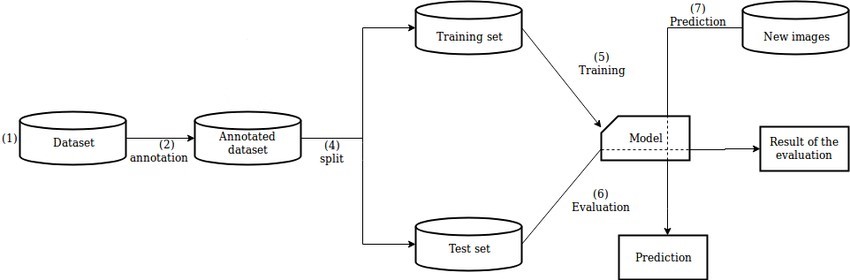 (1)
Dataset
(2)
annotation
Annotated
dataset
(4)
split
Training set
Test set
(5)
Training
(6)
Evaluation
Model
(7)
Prediction
New images
Result of the
evaluation
Prediction